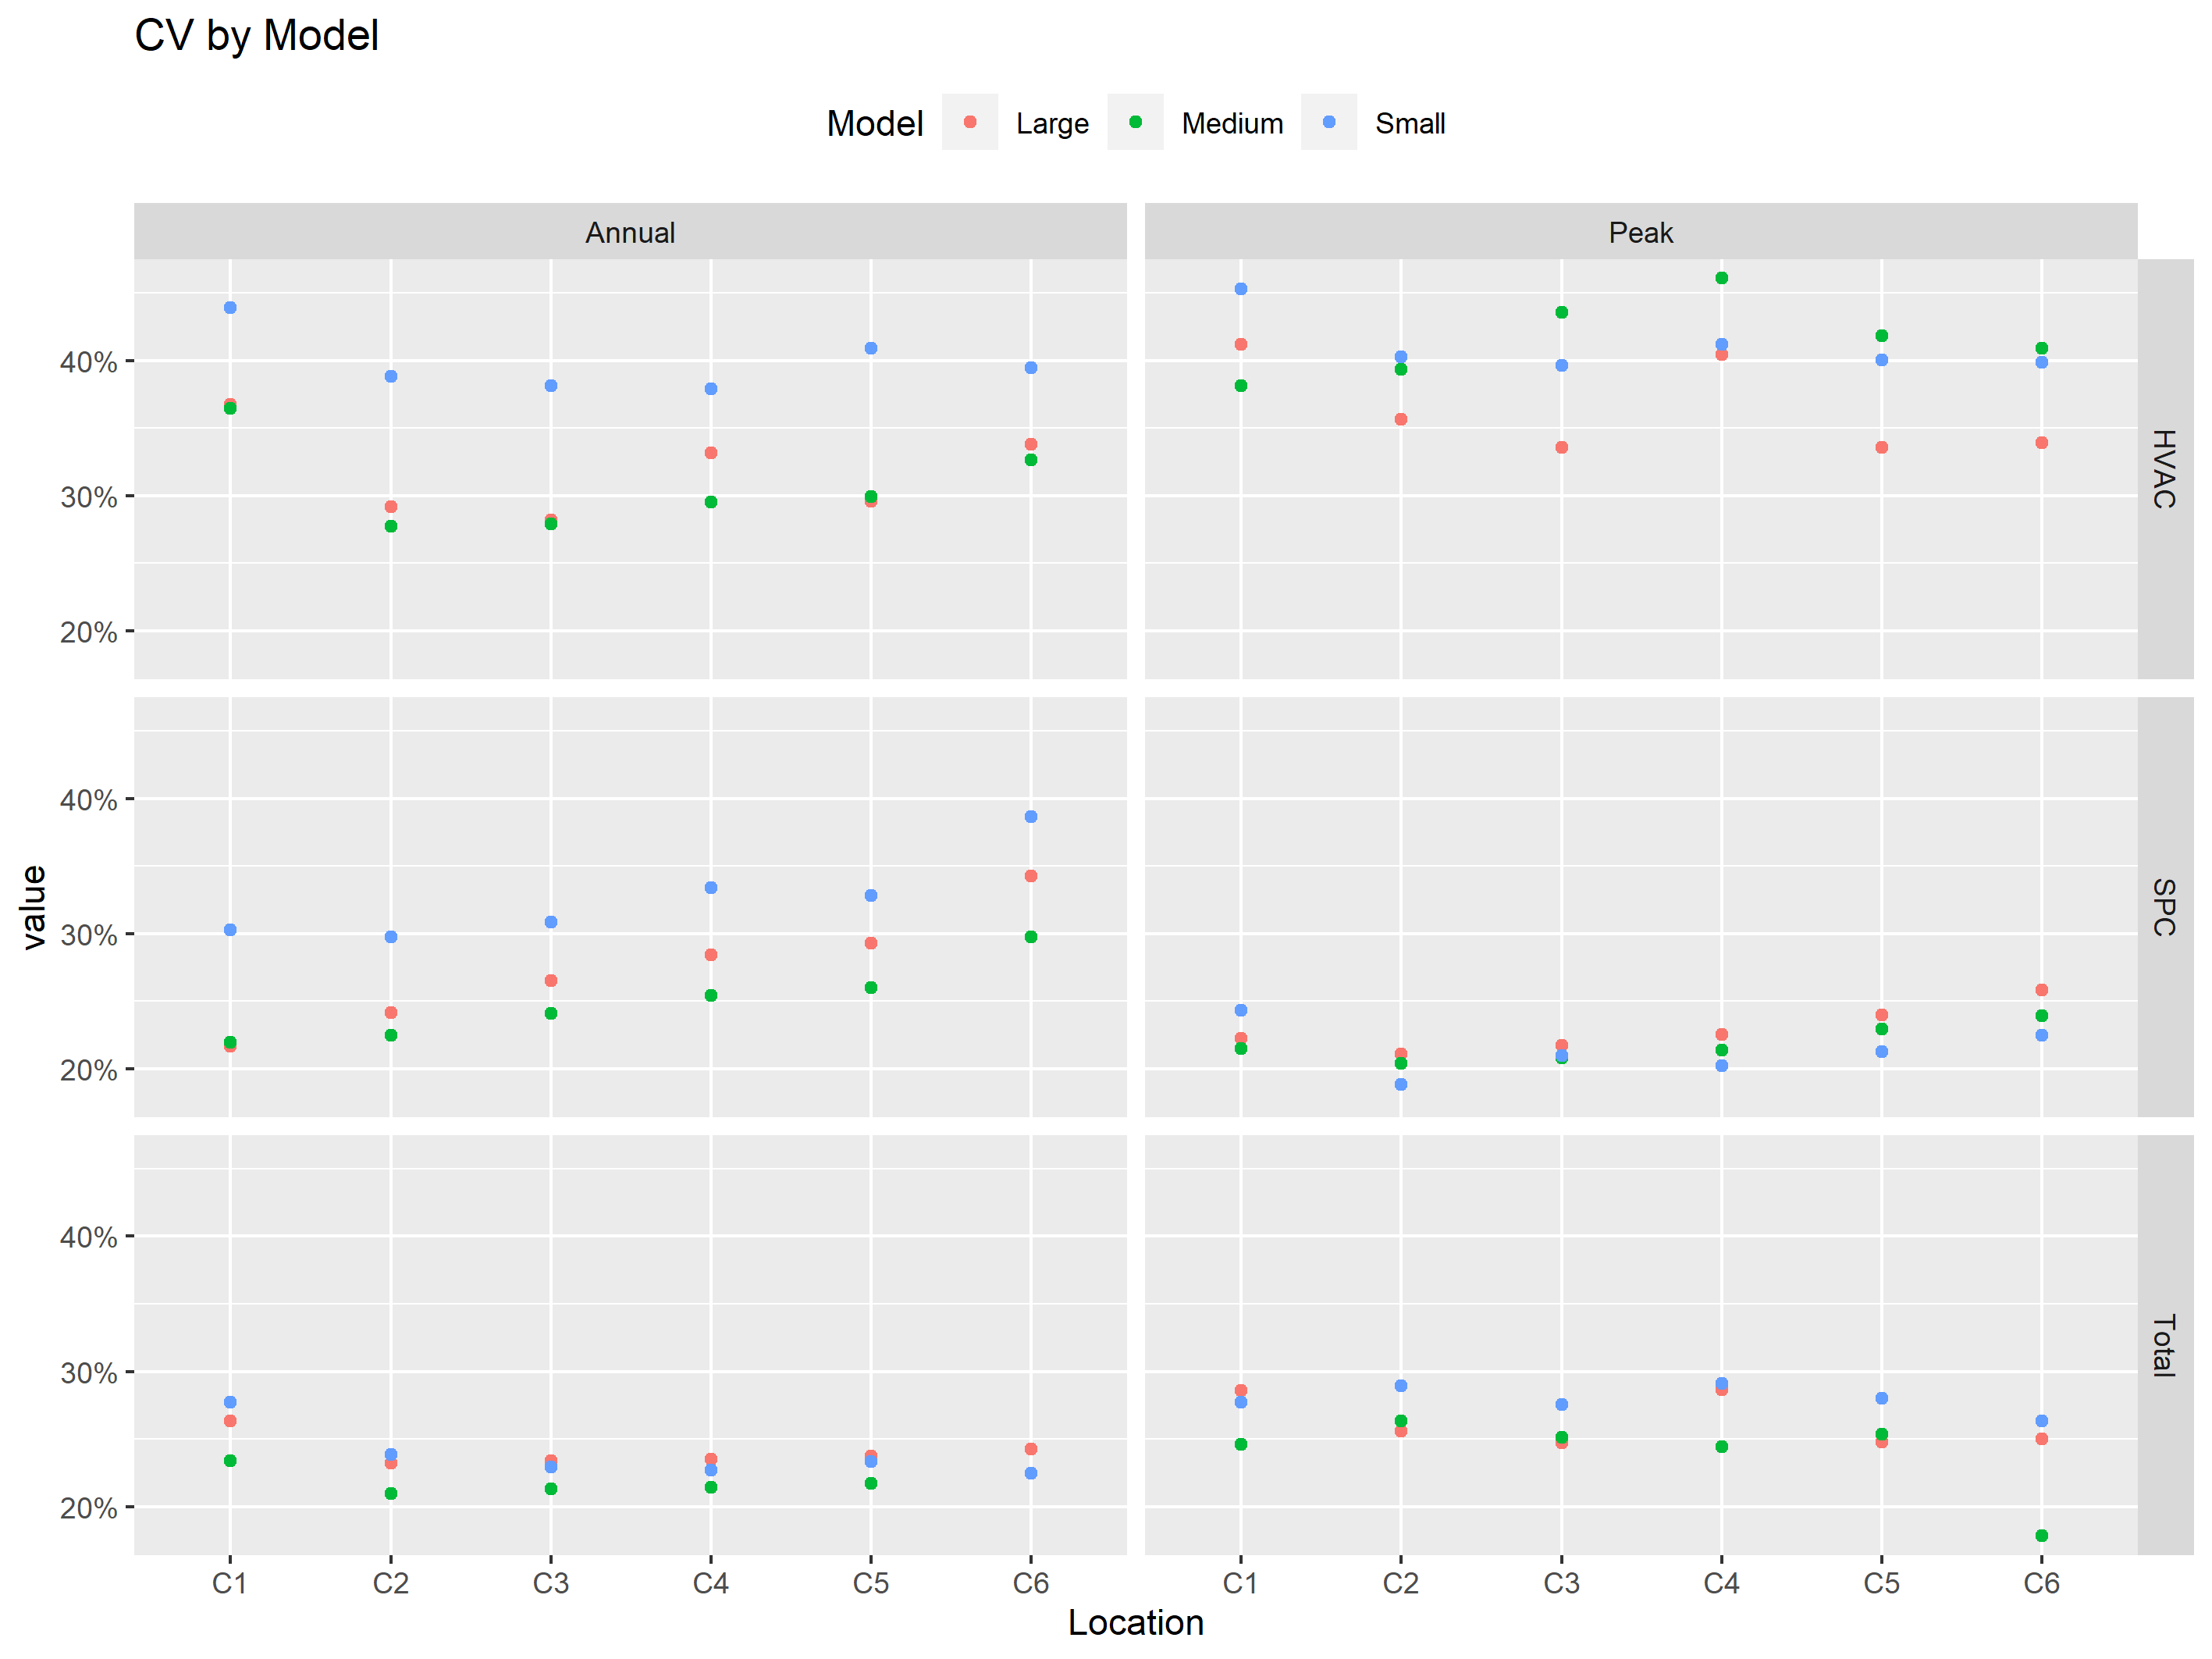 CV by Model
Model Large Medium Small
Annual Peak
40%
30%
20%
HVAC
40%
30%
20%
SPC
value
40%
30%
20%
Total
C1 C2 C3 C4 C5 C6 C1 C2 C3 C4 C5 C6
Location